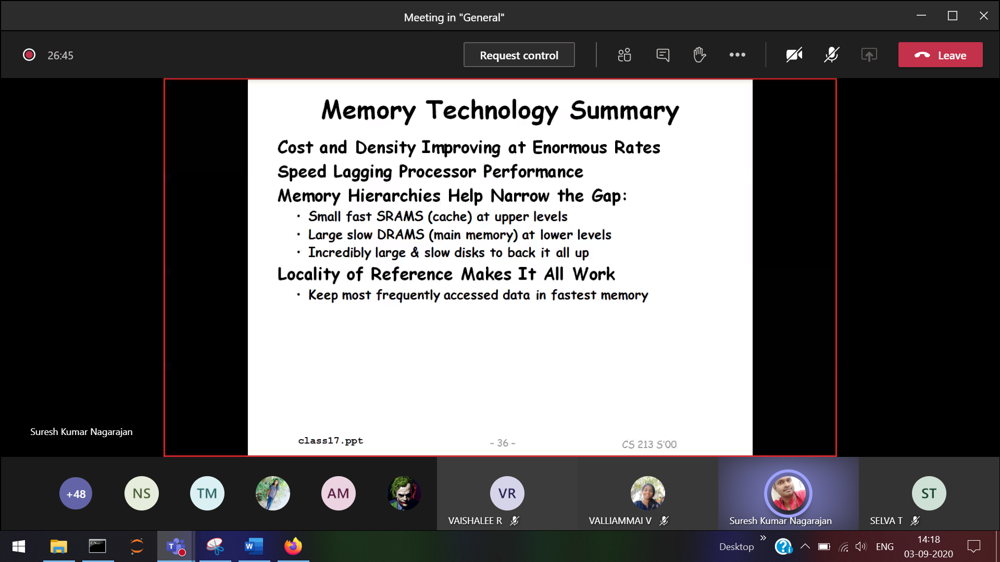 Meeting in "General"
26:45
Request control
Leave
Memory Technology Summary
Cost and Density Improving at Enormous Rates
Speed Lagging Processor Performance
Memory Hierarchies Help Narrow the Gap:
· Small fast SRAMS (cache) at upper levels
· Large slow DRAMS (main memory) at lower levels
· Incredibly large & slow disks to back it all up
Locality of Reference Makes It All Work
· Keep most frequently accessed data in fastest memory
class17.ppt
- 36 -
CS 213 S'00
Suresh Kumar Nagarajan
+48
NS
TM
AM
VR
VAISHALEE R
VALLIAMMAI V
Suresh Kumar Nagarajan
ST
SELVA T
Desktop
ENG
14:18
03-09-2020